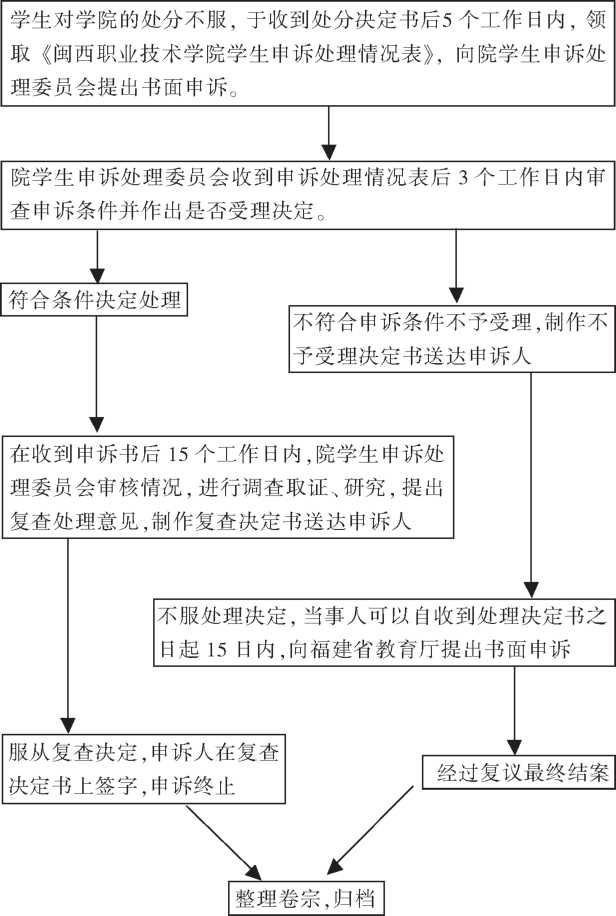 学生对学院的处分不服，于收到处分决定书后5 个工作日内，领
取《闽西职业技术学院学生申诉处理情况表》，向院学生申诉处
理委员会提出书面申诉。
院学生申诉处理委员会收到申诉处理情况表后 3 个工作日内审
查申诉条件并作出是否受理决定。
符合条件决定处理
不符合申诉条件不予受理，制作不
予受理决定书送达申诉人
在收到申诉书后 15 个工作日内，院学生申诉处
理委员会审核情况，进行调查取证、研究，提出
复查处理意见，制作复查决定书送达申诉人
不服处理决定，当事人可以自收到处理决定书之
日起 15 日内，向福建省教育厅提出书面申诉
服从复查决定，申诉人在复查
决定书上签字，申诉终止
经过复议最终结案
整理卷宗，归档